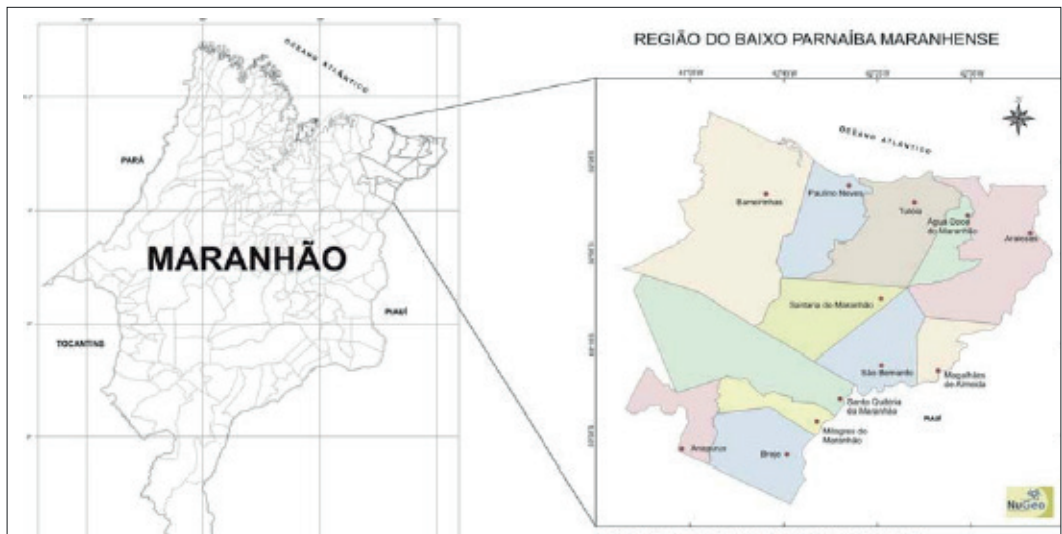 OCEANO ATLÂNTICO
PARÁ
MARANHÃO
PIAUÍ
TOCANTINS
REGIÃO DO BAIXO PARNAÍBA MARANHENSE
OCEANO ATLÂNTICO
Barreirinhas
Paulino Neves
Tutóia
Água Doce
do Maranhão
Araioses
Santana do Maranhão
São Bernardo
Magalhães
de Almeida
Santa Quitéria
do Maranhão
PIAUÍ
Milagres do
Maranhão
Anapurus
Brejo
NuGeo